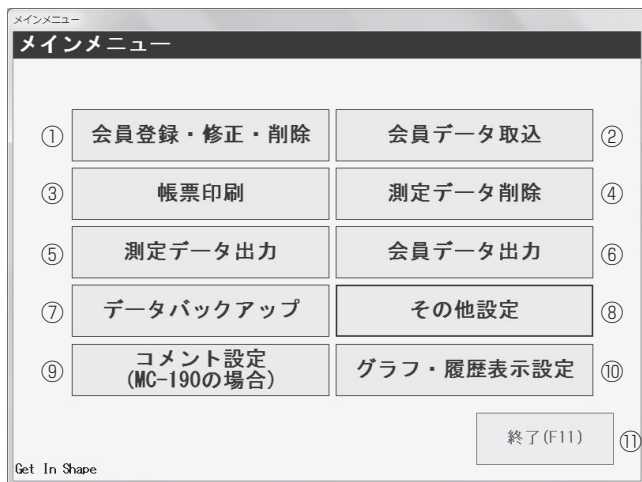 メインメニュー
メインメニュー
① 会員登録・修正・削除 会員データ取込 ②
③ 帳票印刷 測定データ削除 ④
⑤ 測定データ出力 会員データ出力 ⑥
⑦ データバックアップ その他設定 ⑧
⑨ コメント設定
(MC-190の場合) グラフ・履歴表示設定 ⑩
終了(F11) ⑪
Get In Shape